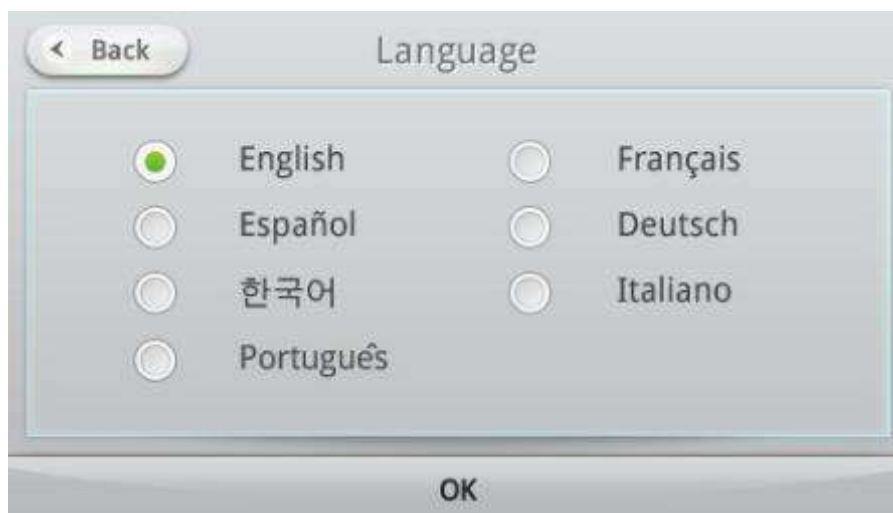 Back
Language
English
Français
Español
Deutsch
한국어
Italiano
Português
OK